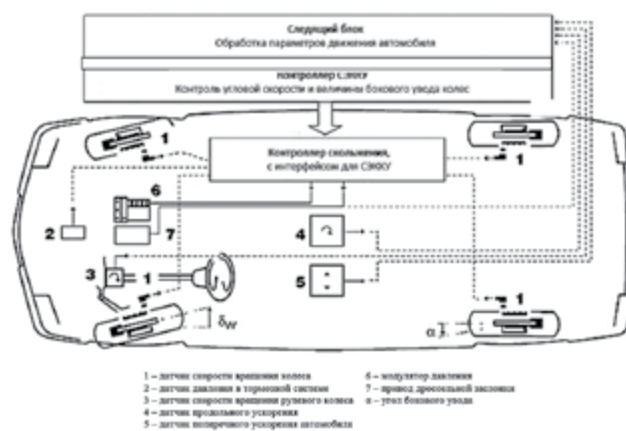 Следящий блок
Обработка параметров движения автомобиля
Контроллер СЭККУ
Контроль угловой скорости и величины бокового увода колес
Контроллер скольжения,
с интерфейсом для СЭККУ
1
1
6
2
7
4
3
1
5
1
δw
α
1 – датчик скорости вращения колеса
2 – датчик давления в тормозной системе
3 – датчик скорости вращения рулевого колеса
4 – датчик продольного ускорения
5 – датчик поперечного ускорения автомобиля
6 – модулятор давления
7 – привод дроссельной заслонки
α – угол бокового увода